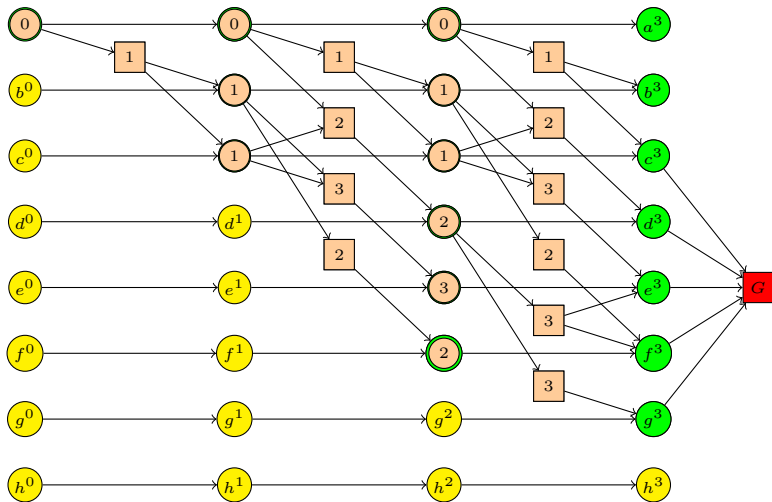 0 0 0 a³
1 1 1
b⁰ 1 1 b³
2 2
c⁰ 1 1 c³
3 3
d⁰ d¹ 2 d³
2 2
e⁰ e¹ 3 e³ G
3
f⁰ f¹ 2 f³
3
g⁰ g¹ g² g³
h⁰ h¹ h² h³